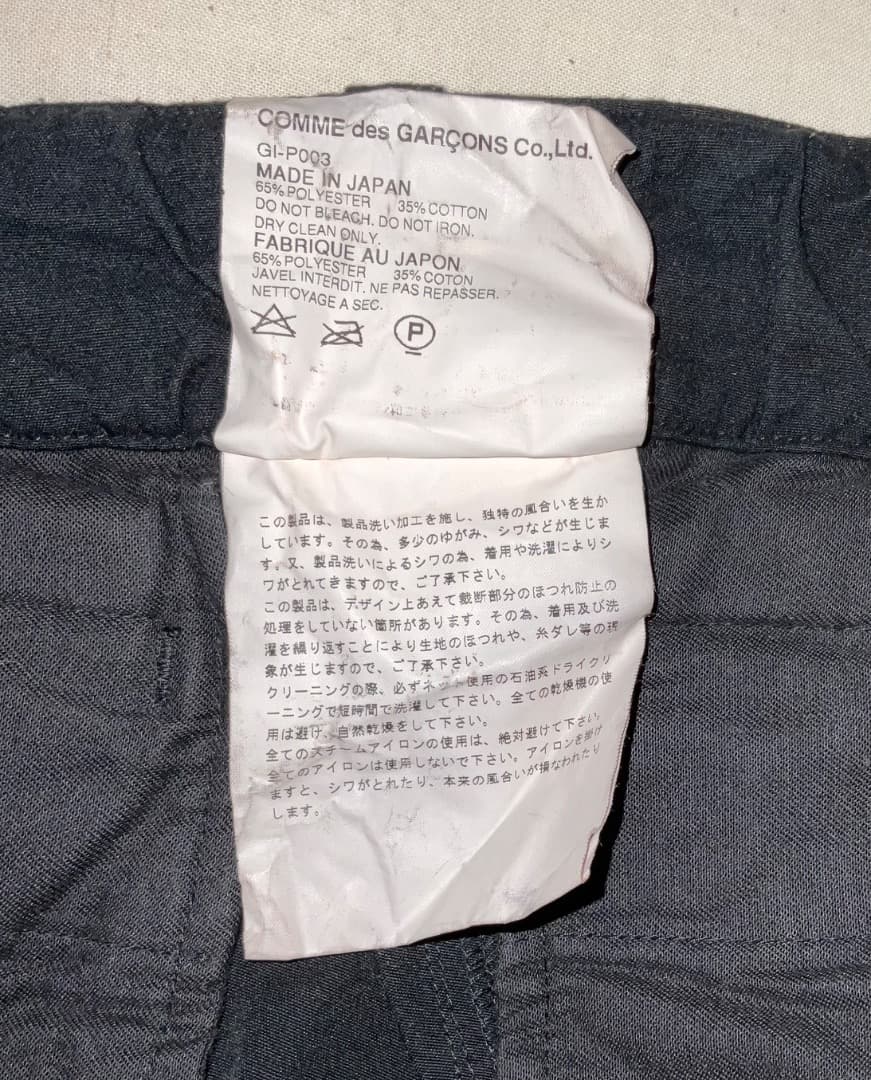 COMME des GARÇONS Co.,Ltd.
GI-P003
MADE IN JAPAN
65% POLYESTER 35% COTTON
DO NOT BLEACH. DO NOT IRON.
DRY CLEAN ONLY.
FABRIQUE AU JAPON
65% POLYESTER 35% COTON
JAVEL INTERDIT. NE PAS REPASSER.
NETTOYAGE A SEC.
P
この製品は、製品洗い加工を施し、独特の風合いを生か
しています。その為、多少のゆがみ、シワなどが生じま
す。又、製品洗いによるシワの為、着用や洗濯によりシ
ワがとれてきますので、ご了承下さい。
この製品は、デザイン上あえて裁断部分のほつれ防止の
処理をしていない箇所があります。その為、着用及び洗
濯を繰り返すことにより生地のほつれや、糸ダレ等の現
象が生じますので、ご了承下さい。
クリーニングの際、必ずネット使用の石油系ドライクリ
ーニングで短時間で洗濯して下さい。全ての乾燥機の使
用は避け、自然乾燥をして下さい。
全てのスチームアイロンの使用は、絶対避けて下さい。
全てのアイロンは使用しないで下さい。アイロンを掛け
ますと、シワがとれたり、本来の風合いが損なわれたり
します。